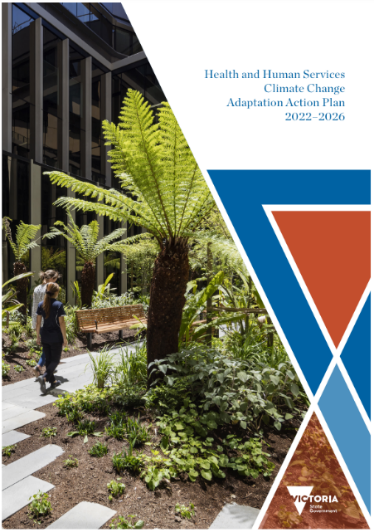 Health and Human Services
Climate Change
Adaptation Action Plan
2022–2026
VICTORIA
State
Government